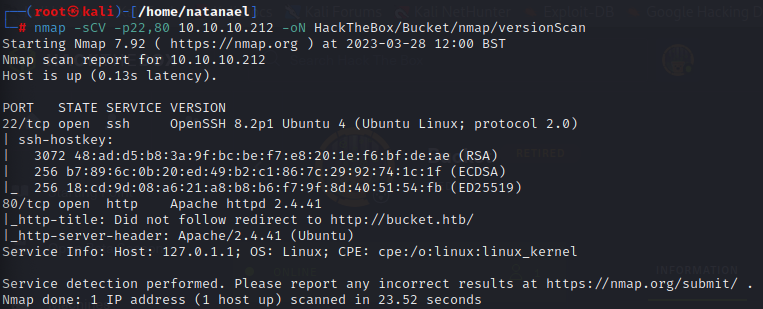 ┌──(root㉿kali)-[/home/natanael]
└─# nmap -sCV -p22,80 10.10.10.212 -oN HackTheBox/Bucket/nmap/versionScan
Starting Nmap 7.92 ( https://nmap.org ) at 2023-03-28 12:00 BST
Nmap scan report for 10.10.10.212
Host is up (0.13s latency).

PORT   STATE SERVICE VERSION
22/tcp open  ssh     OpenSSH 8.2p1 Ubuntu 4 (Ubuntu Linux; protocol 2.0)
| ssh-hostkey:
|   3072 48:ad:d5:b8:3a:9f:bc:be:f7:e8:20:1e:f6:bf:de:ae (RSA)
|   256 b7:89:6c:0b:20:ed:49:b2:c1:86:7c:29:92:74:1c:1f (ECDSA)
|_  256 18:cd:9d:08:a6:21:a8:b8:b6:f7:9f:8d:40:51:54:fb (ED25519)
80/tcp open  http    Apache httpd 2.4.41
|_http-title: Did not follow redirect to http://bucket.htb/
|_http-server-header: Apache/2.4.41 (Ubuntu)
Service Info: Host: 127.0.1.1; OS: Linux; CPE: cpe:/o:linux:linux_kernel

Service detection performed. Please report any incorrect results at https://nmap.org/submit/ .
Nmap done: 1 IP address (1 host up) scanned in 23.52 seconds
RETIRED
INFORMATION